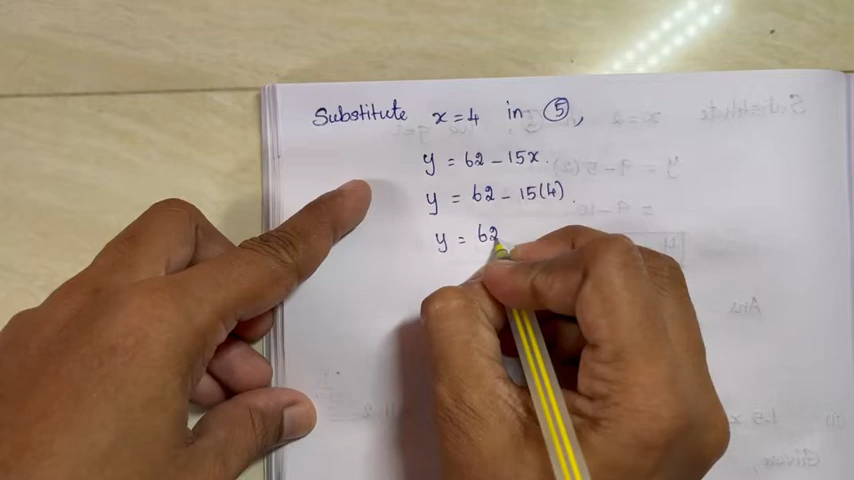 Substitute x = 4 in ⑤,
y = 62 - 15x.
y = 62 - 15(4).
y = 62